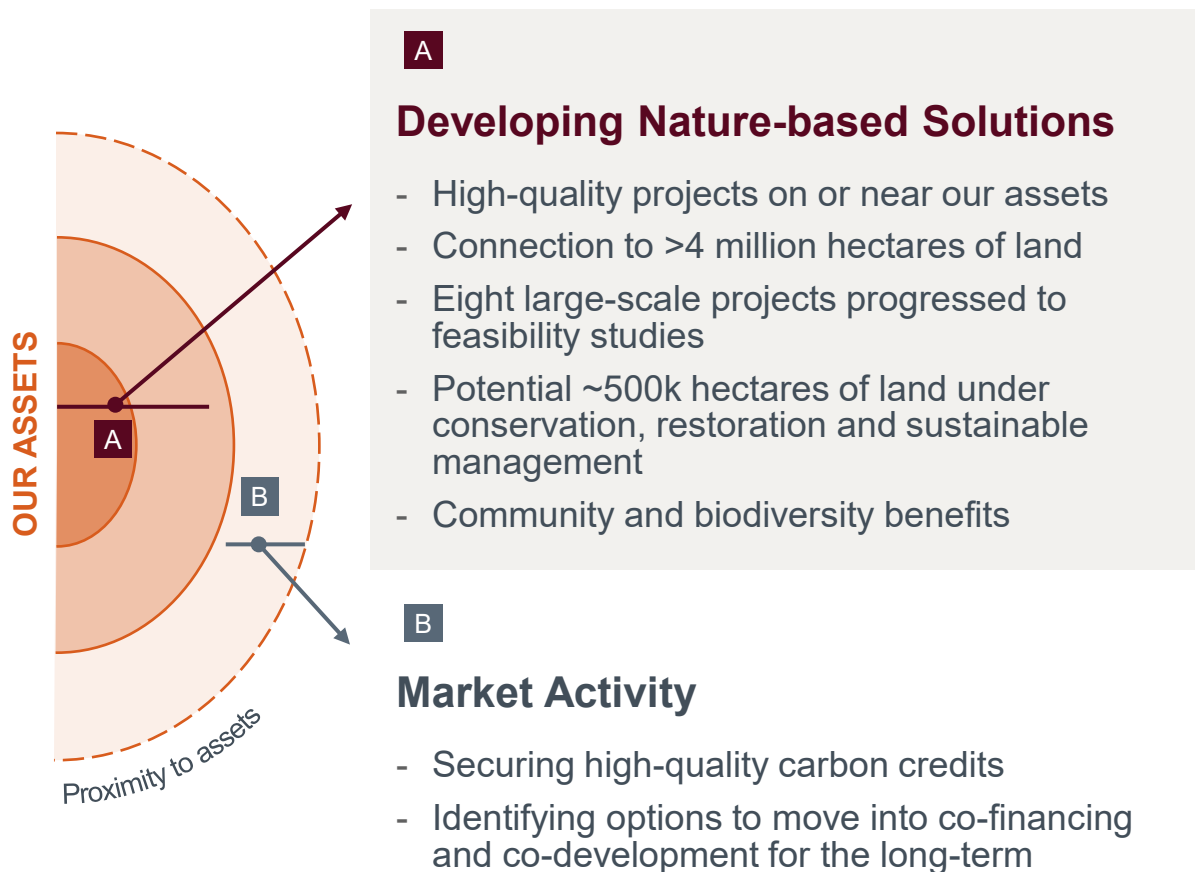 A
Developing Nature-based Solutions
- High-quality projects on or near our assets
- Connection to >4 million hectares of land
- Eight large-scale projects progressed to
feasibility studies
- Potential ~500k hectares of land under
conservation, restoration and sustainable
management
- Community and biodiversity benefits
OUR ASSETS
A
B
Proximity to assets
B
Market Activity
- Securing high-quality carbon credits
- Identifying options to move into co-financing
and co-development for the long-term